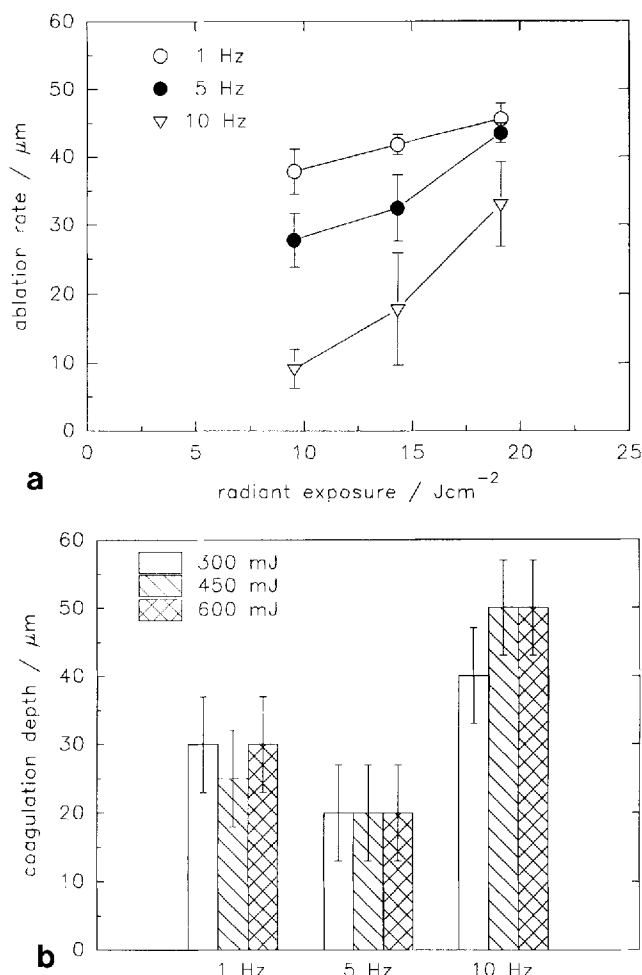 60
50
40
30
20
10
0
ablation rate / μm
1 Hz
5 Hz
10 Hz
0 5 10 15 20 25
radiant exposure / Jcm⁻²
a
60
50
40
30
20
10
0
coagulation depth / μm
300 mJ
450 mJ
600 mJ
1 Hz 5 Hz 10 Hz
b